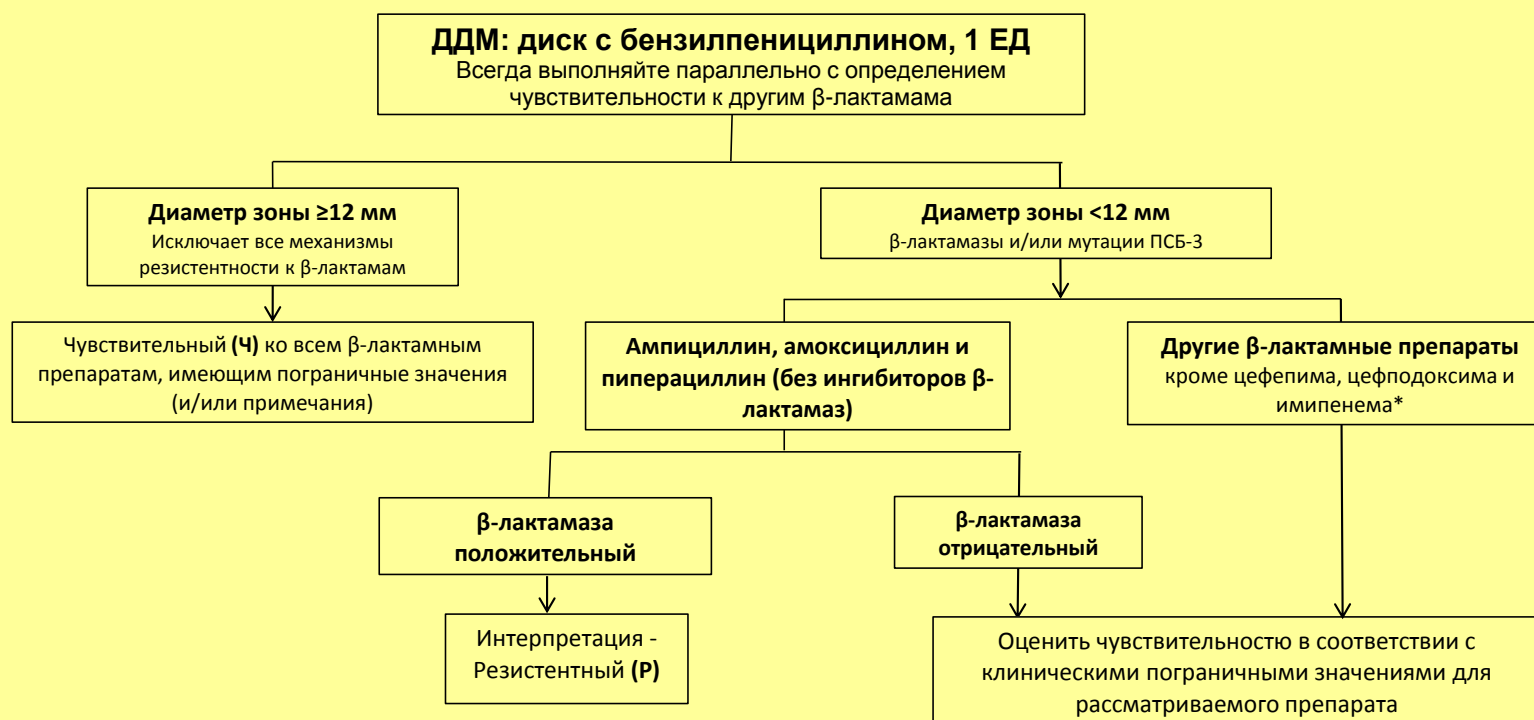 ДДМ: диск с бензилпенициллином, 1 ЕД
Всегда выполняйте параллельно с определением
чувствительности к другим β-лактамама
Диаметр зоны ≥12 мм
Исключает все механизмы
резистентности к β-лактамам
Диаметр зоны <12 мм
β-лактамазы и/или мутации ПСБ-3
Чувствительный (Ч) ко всем β-лактамным
препаратам, имеющим пограничные значения
(и/или примечания)
Ампициллин, амоксициллин и
пиперациллин (без ингибиторов β-
лактамаз)
Другие β-лактамные препараты
кроме цефепима, цефподоксима и
имипенема*
β-лактамаза
положительный
β-лактамаза
отрицательный
Интерпретация -
Резистентный (Р)
Оценить чувствительностью в соответствии с
клиническими пограничными значениями для
рассматриваемого препарата